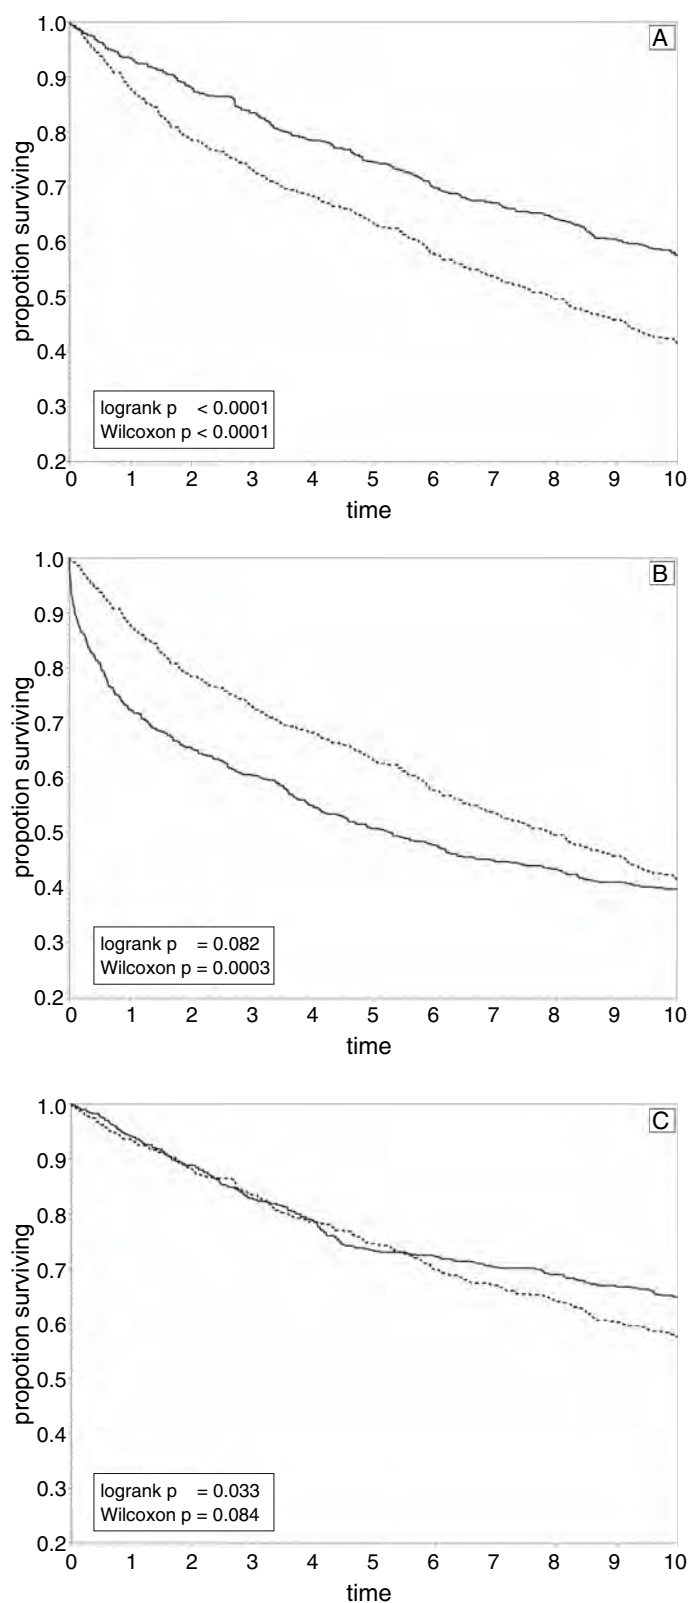 A
1.0
0.9
0.8
0.7
0.6
0.5
0.4
0.3
0.2
propotion surviving
logrank p < 0.0001
Wilcoxon p < 0.0001
0 1 2 3 4 5 6 7 8 9 10
time
B
1.0
0.9
0.8
0.7
0.6
0.5
0.4
0.3
0.2
propotion surviving
logrank p = 0.082
Wilcoxon p = 0.0003
0 1 2 3 4 5 6 7 8 9 10
time
C
1.0
0.9
0.8
0.7
0.6
0.5
0.4
0.3
0.2
propotion surviving
logrank p = 0.033
Wilcoxon p = 0.084
0 1 2 3 4 5 6 7 8 9 10
time